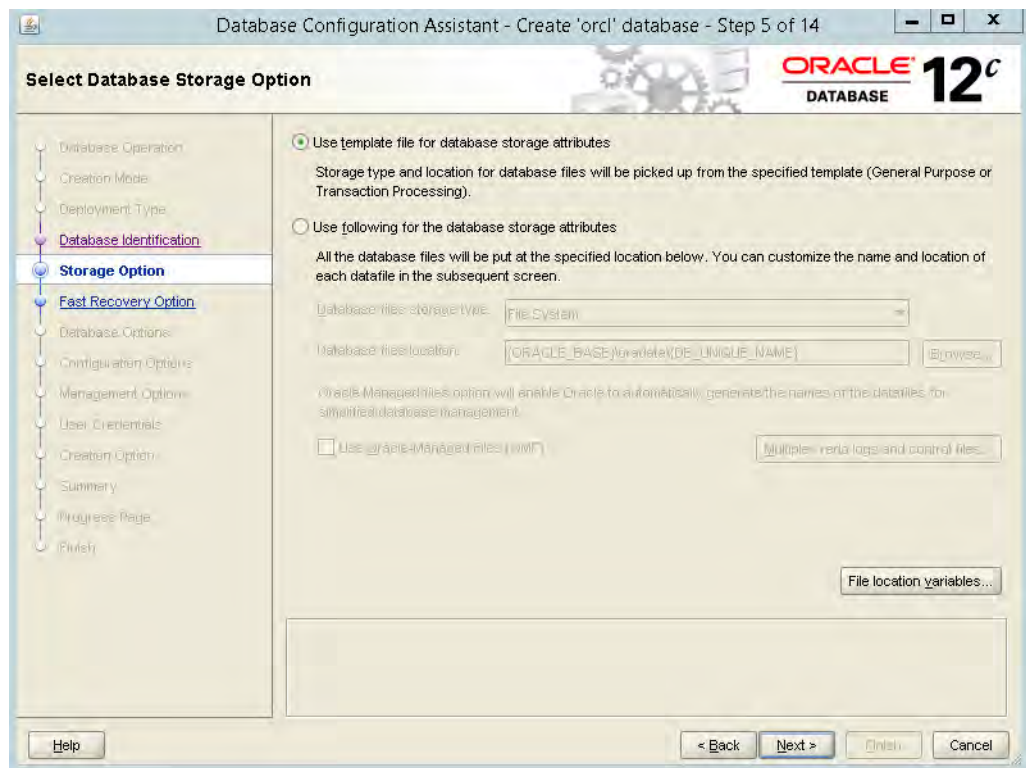 Database Configuration Assistant - Create 'orcl' database - Step 5 of 14
Select Database Storage Option
ORACLE
DATABASE
12c
Database Operation
Creation Mode
Deployment Type
Database Identification
Storage Option
Fast Recovery Option
Database Options
Configuration Options
Management Options
User Credentials
Creation Option
Summary
Progress Page
Finish
Use template file for database storage attributes
Storage type and location for database files will be picked up from the specified template (General Purpose or
Transaction Processing).
Use following for the database storage attributes
All the database files will be put at the specified location below. You can customize the name and location of
each datafile in the subsequent screen.
Database files storage type:
File System
Database files location:
{ORACLE_BASE}\oradata\{DB_UNIQUE_NAME}
Browse...
Oracle Managed files option will enable Oracle to automatically generate the names of the datafiles for
simplified database management.
Use Oracle-Managed Files (OMF)
Multiplex redo logs and control files...
File location variables...
Help
< Back
Next >
Finish
Cancel